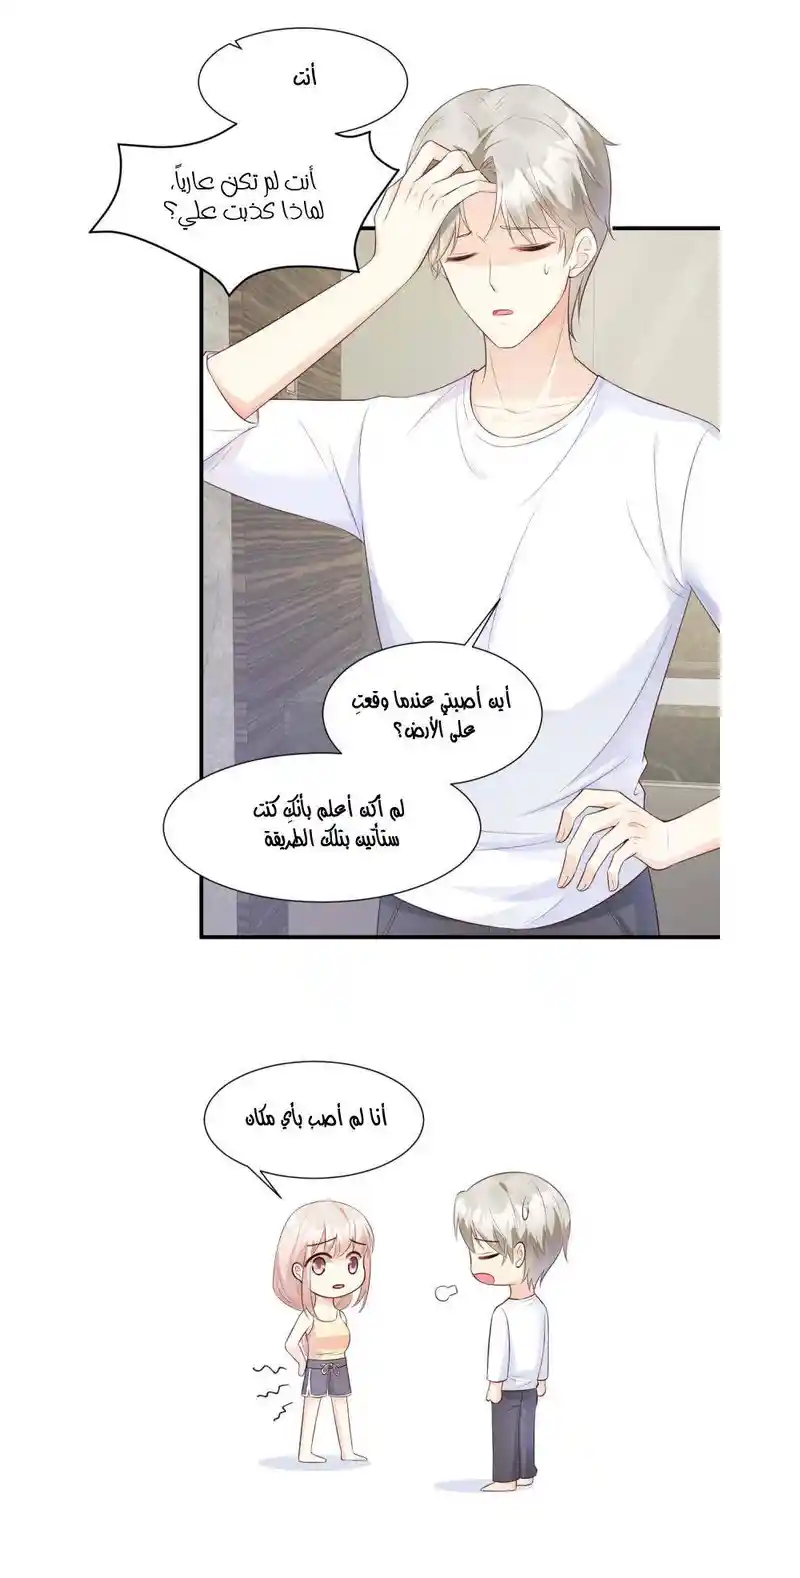 أنت
أنت لم تكن عارياً،
لماذا كذبت علي؟
أين أصبتي عندما وقعتِ
على الأرض؟
لم أكن أعلم بأنكِ كنت
ستأتين بتلك الطريقة
أنا لم أصب بأي مكان